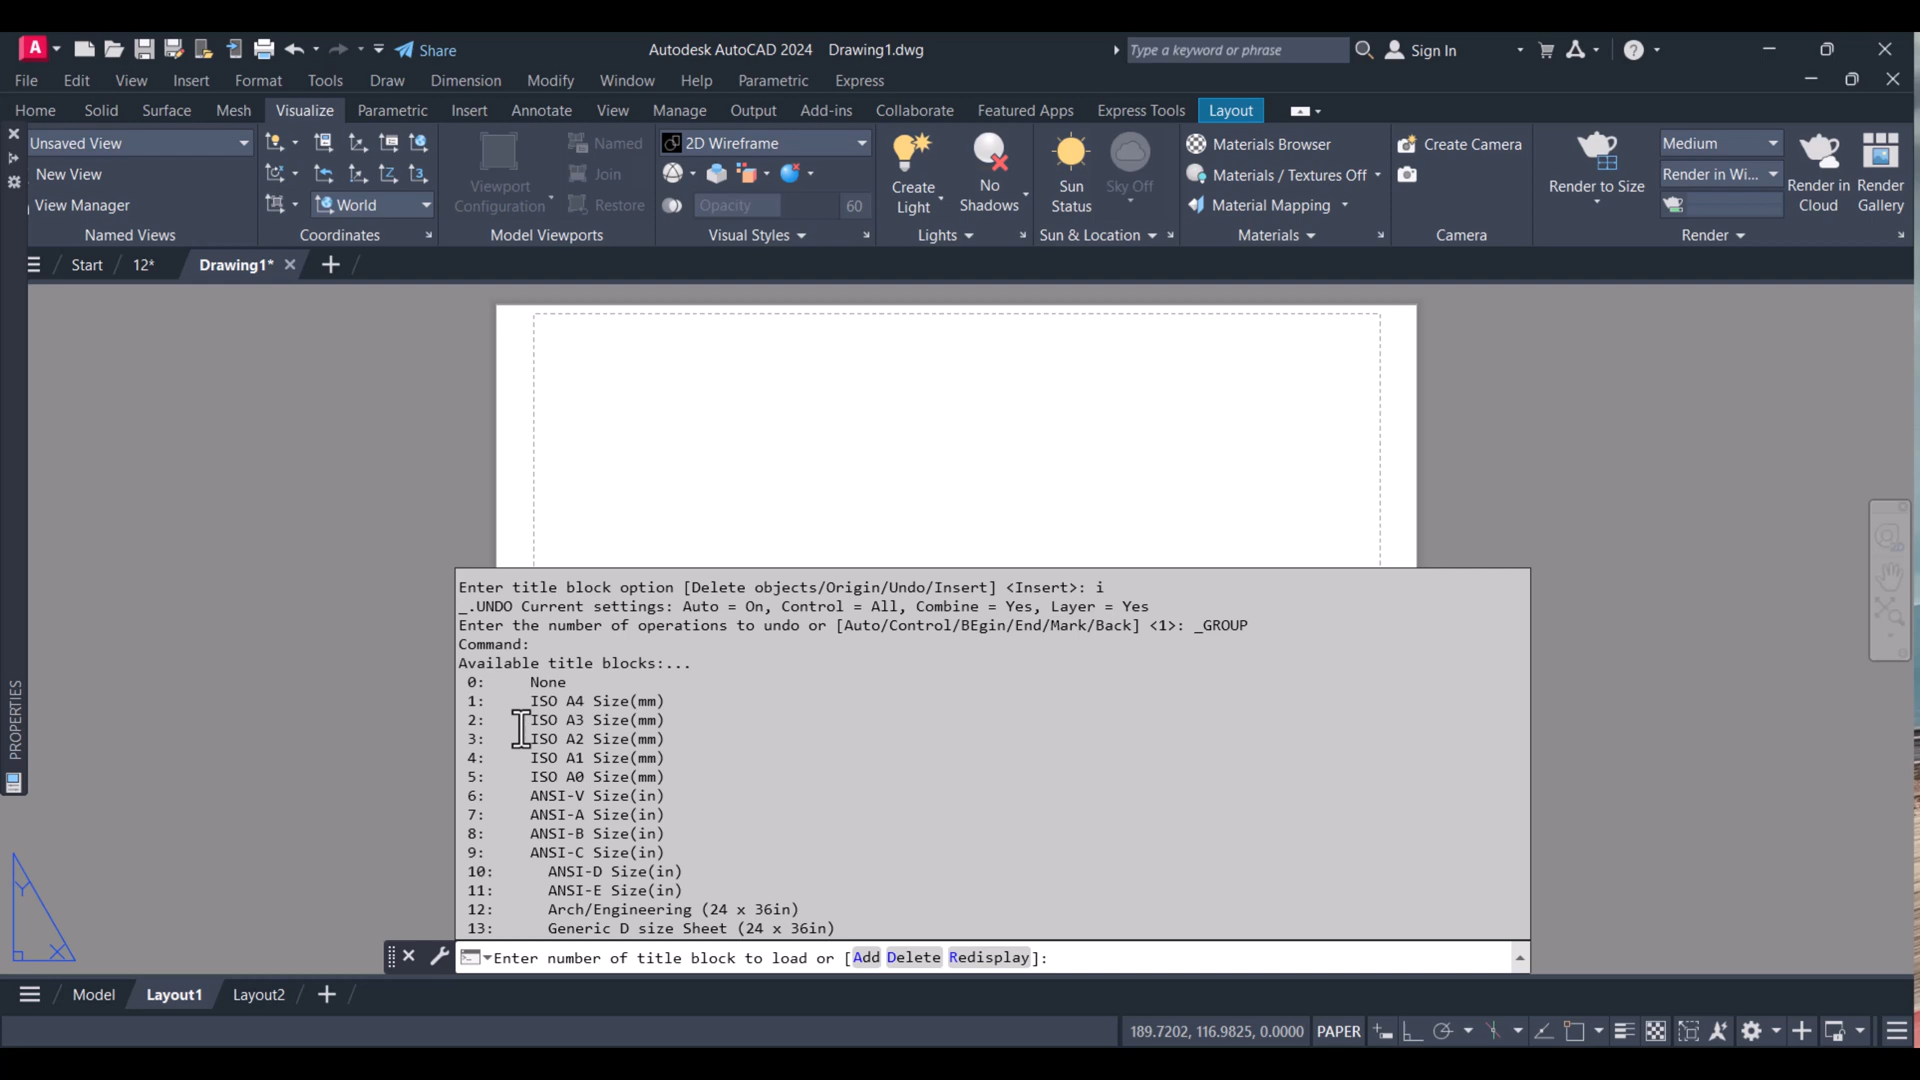 A Share Autodesk AutoCAD 2024 Drawing1.dwg Type a keyword or phrase Sign In
File Edit View Insert Format Tools Draw Dimension Modify Window Help Parametric Express
Home Solid Surface Mesh Visualize Parametric Insert Annotate View Manage Output Add-ins Collaborate Featured Apps Express Tools Layout
Unsaved View
New View
View Manager
Named Views
World
Coordinates
Viewport
Configuration
Named
Join
Restore
Model Viewports
2D Wireframe
Opacity 60
Visual Styles
Create
Light
No
Shadows
Lights
Sun
Status
Sky Off
Sun & Location
Materials Browser
Materials / Textures Off
Material Mapping
Materials
Create Camera
Camera
Render to Size
Medium
Render in Wi...
Render in
Cloud
Render
Gallery
Render
Start 12* Drawing1*
PROPERTIES
Enter title block option [Delete objects/Origin/Undo/Insert] <Insert>: i
_.UNDO Current settings: Auto = On, Control = All, Combine = Yes, Layer = Yes
Enter the number of operations to undo or [Auto/Control/BEgin/End/Mark/Back] <1>: _GROUP
Command:
Available title blocks:...
0: None
1: ISO A4 Size(mm)
2: ISO A3 Size(mm)
3: ISO A2 Size(mm)
4: ISO A1 Size(mm)
5: ISO A0 Size(mm)
6: ANSI-V Size(in)
7: ANSI-A Size(in)
8: ANSI-B Size(in)
9: ANSI-C Size(in)
10: ANSI-D Size(in)
11: ANSI-E Size(in)
12: Arch/Engineering (24 x 36in)
13: Generic D size Sheet (24 x 36in)
Enter number of title block to load or [Add Delete Redisplay]:
Y
X
Model Layout1 Layout2
189.7202, 116.9825, 0.0000 PAPER